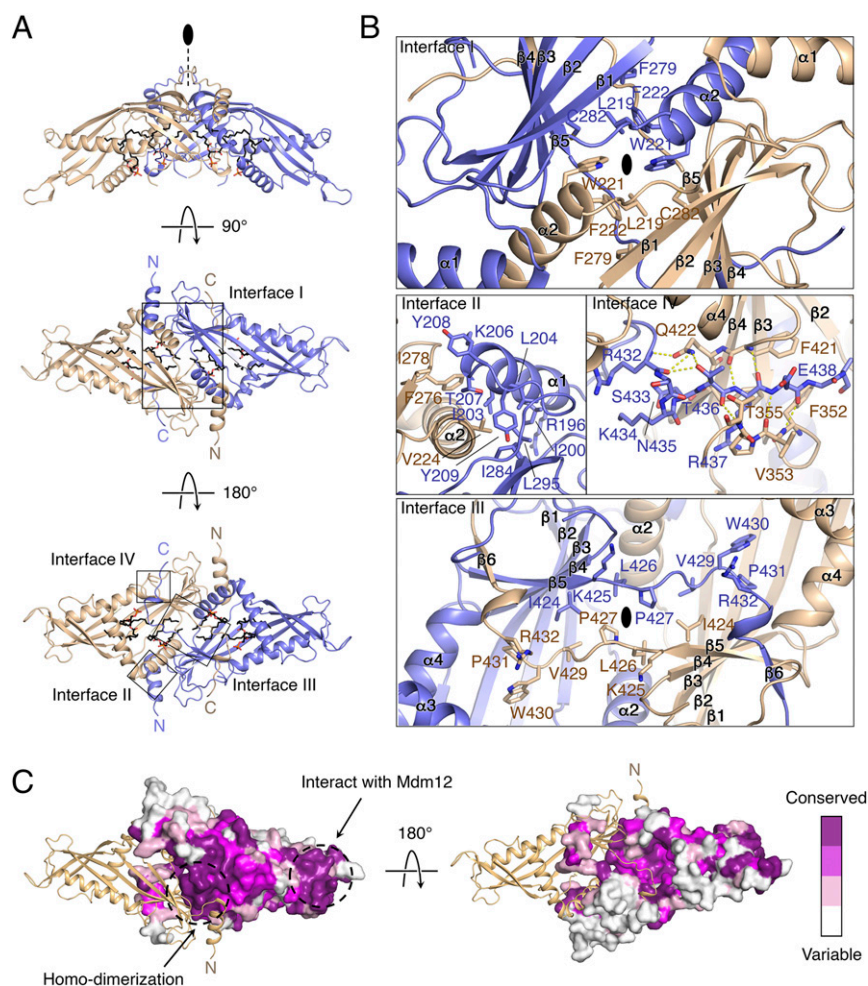 A
90°
N
C
Interface I
C
N
180°
N
Interface IV
C
Interface II
C
Interface III
N
B
Interface I
β4
β3
β2
β1
F279
F222
L219
C282
α2
α1
W221
β5
W221
β5
α2
F222
L219
C282
F279
β1
β2
β3
β4
α1
Interface II
Y208
K206
L204
I278
F276
T207
I203
α1
α2
R196
V224
I200
Y209
I284
L295
Interface IV
α4
β4
β3
β2
Q422
F421
R432
E438
S433
T436
T355
F352
K434
N435
R437
V353
Interface III
β1
β2
β3
β4
β5
β6
α2
α3
W430
L426
V429
K425
P431
α4
I424
P427
P427
R432
I424
R432
P431
V429
L426
β5
β4
β6
α4
K425
β3
W430
β2
α3
α2
β1
C
Interact with Mdm12
N
180°
Conserved
Variable
N
Homo-dimerization